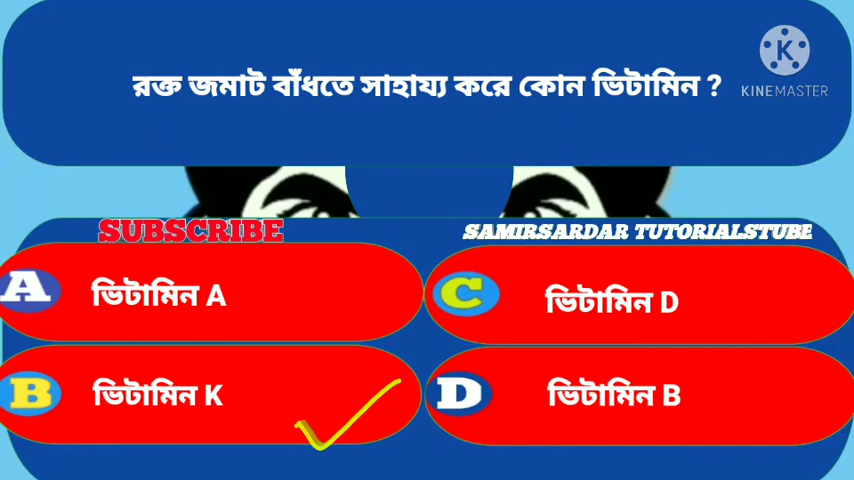 রক্ত জমাট বাঁধতে সাহায্য করে কোন ভিটামিন ?
K
KINEMASTER
SUBSCRIBE
SAMIRSARDAR TUTORIALSTUBE
A ভিটামিন A
C ভিটামিন D
B ভিটামিন K
D ভিটামিন B